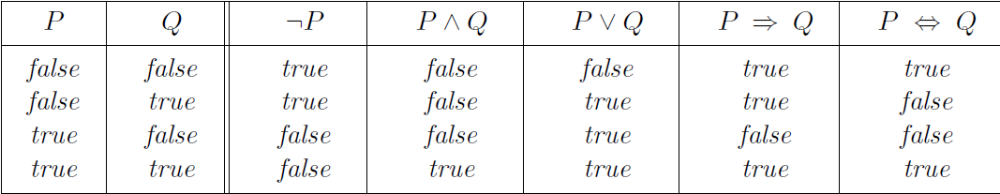 P Q ¬P P ∧ Q P ∨ Q P ⇒ Q P ⇔ Q
false false true false false true true
false true true false true true false
true false false false true false false
true true false true true true true